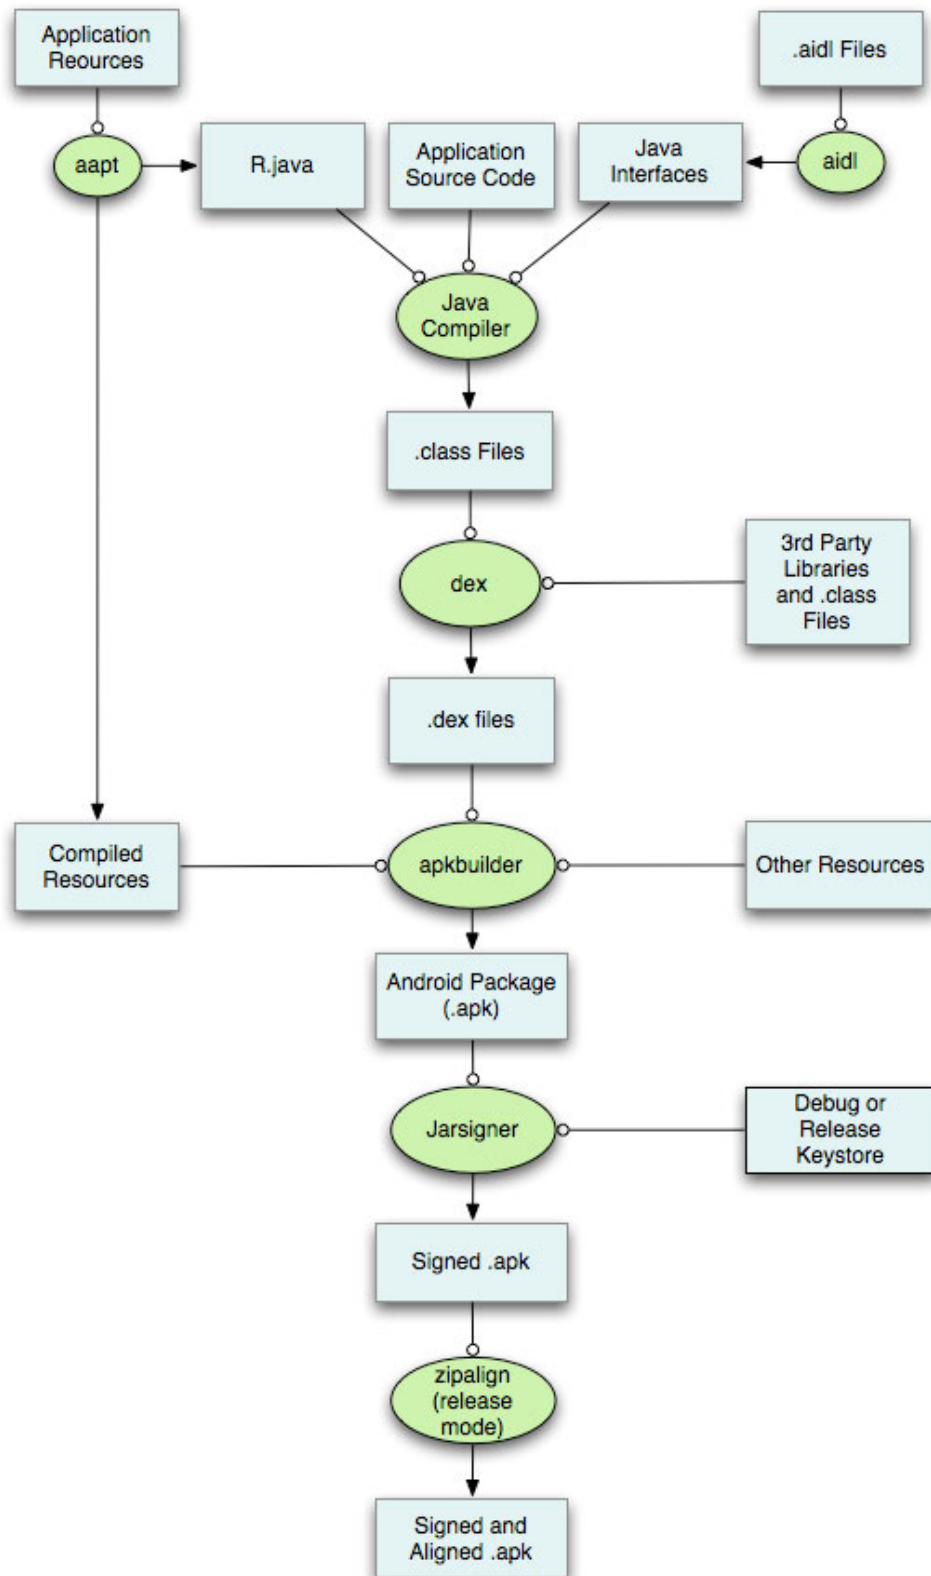 Application
Reources
.aidl Files
aapt
R.java
Application
Source Code
Java
Interfaces
aidl
Java
Compiler
.class Files
dex
3rd Party
Libraries
and .class
Files
.dex files
Compiled
Resources
apkbuilder
Other Resources
Android Package
(.apk)
Jarsigner
Debug or
Release
Keystore
Signed .apk
zipalign
(release
mode)
Signed and
Aligned .apk